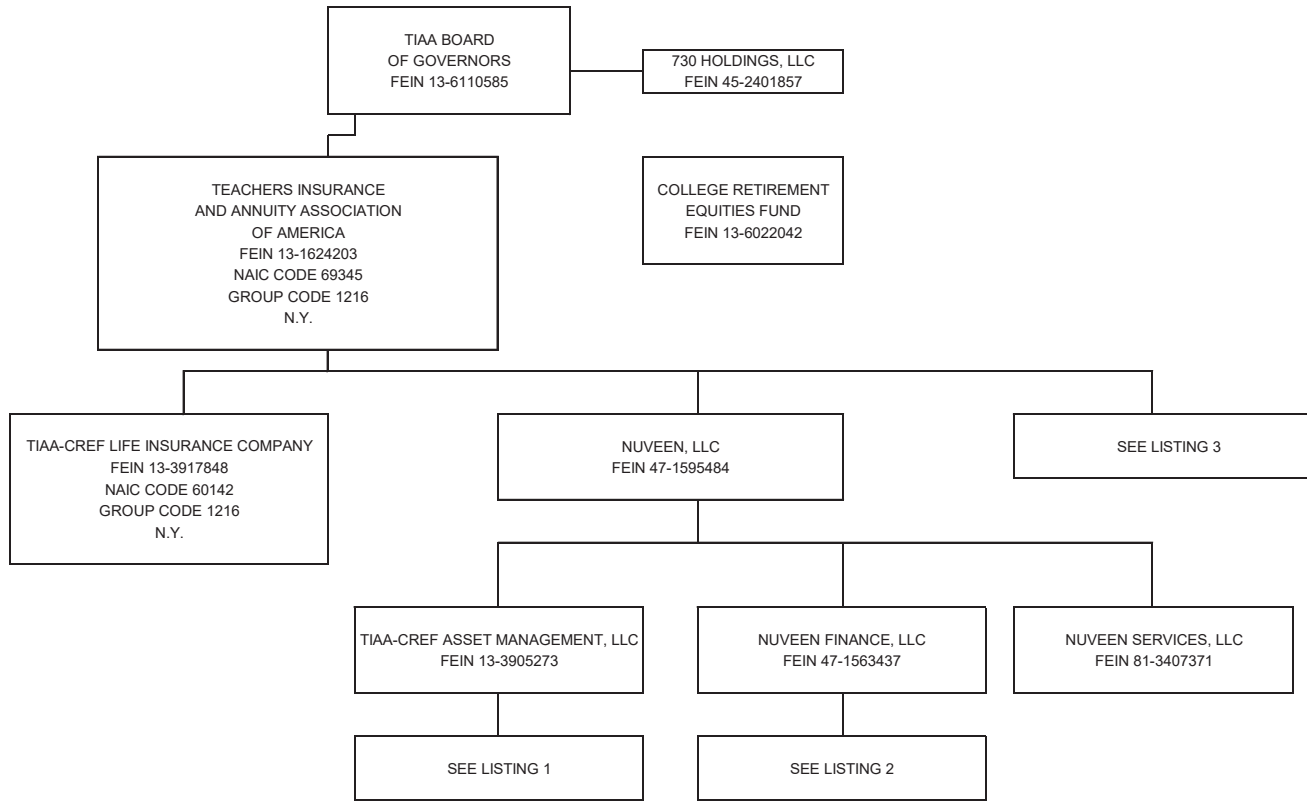 TIAA BOARD
OF GOVERNORS
FEIN 13-6110585
730 HOLDINGS, LLC
FEIN 45-2401857
TEACHERS INSURANCE
AND ANNUITY ASSOCIATION
OF AMERICA
FEIN 13-1624203
NAIC CODE 69345
GROUP CODE 1216
N.Y.
COLLEGE RETIREMENT
EQUITIES FUND
FEIN 13-6022042
TIAA-CREF LIFE INSURANCE COMPANY
FEIN 13-3917848
NAIC CODE 60142
GROUP CODE 1216
N.Y.
NUVEEN, LLC
FEIN 47-1595484
SEE LISTING 3
TIAA-CREF ASSET MANAGEMENT, LLC
FEIN 13-3905273
NUVEEN FINANCE, LLC
FEIN 47-1563437
NUVEEN SERVICES, LLC
FEIN 81-3407371
SEE LISTING 1
SEE LISTING 2